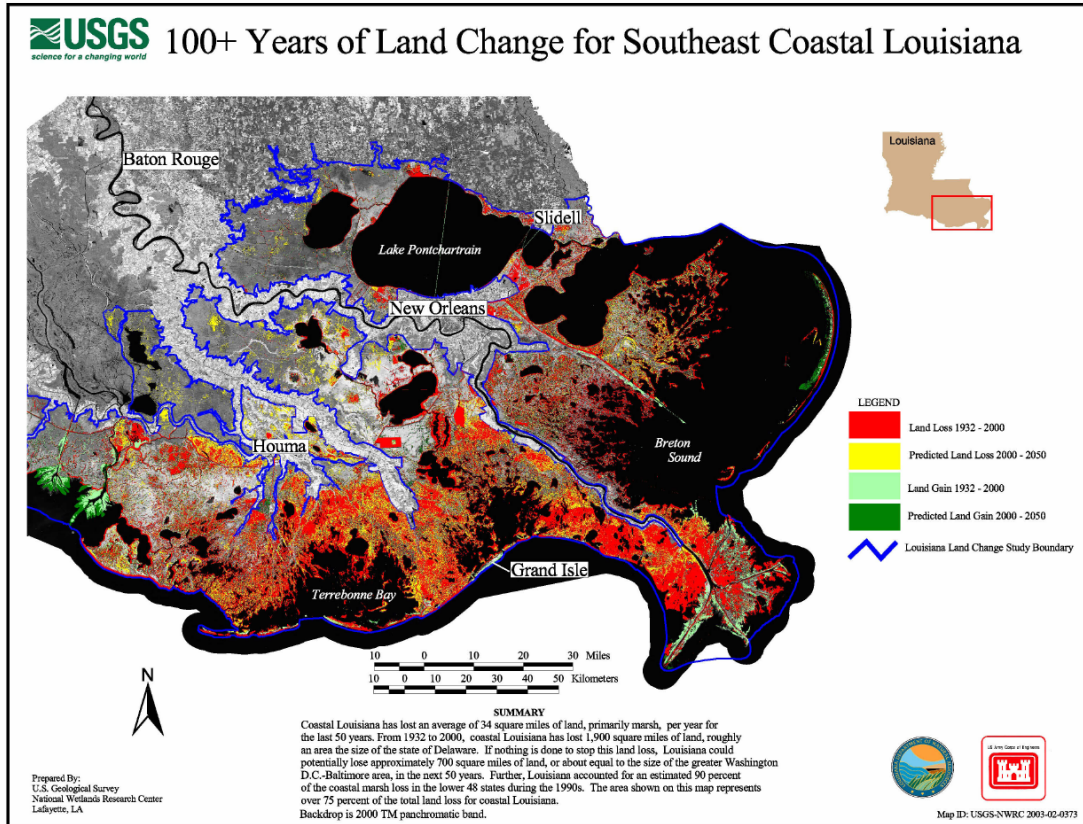 USGS
science for a changing world
100+ Years of Land Change for Southeast Coastal Louisiana
Baton Rouge
Louisiana
Slidell
Lake Pontchartrain
New Orleans
Breton
Sound
Houma
Grand Isle
Terrebonne Bay
LEGEND
Land Loss 1932 - 2000
Predicted Land Loss 2000 - 2050
Land Gain 1932 - 2000
Predicted Land Gain 2000 - 2050
Louisiana Land Change Study Boundary
10 0 10 20 30 Miles
10 0 10 20 30 40 50 Kilometers
N
SUMMARY
Coastal Louisiana has lost an average of 34 square miles of land, primarily marsh, per year for
the last 50 years. From 1932 to 2000, coastal Louisiana has lost 1,900 square miles of land, roughly
an area the size of the state of Delaware. If nothing is done to stop this land loss, Louisiana could
potentially lose approximately 700 square miles of land, or about equal to the size of the greater Washington
D.C.-Baltimore area, in the next 50 years. Further, Louisiana accounted for an estimated 90 percent
of the coastal marsh loss in the lower 48 states during the 1990s. The area shown on this map represents
over 75 percent of the total land loss for coastal Louisiana.
Backdrop is 2000 TM panchromatic band.
Prepared By:
U.S. Geological Survey
National Wetlands Research Center
Lafayette, LA
US Army Corps of Engineers
Map ID: USGS-NWRC 2003-02-0373